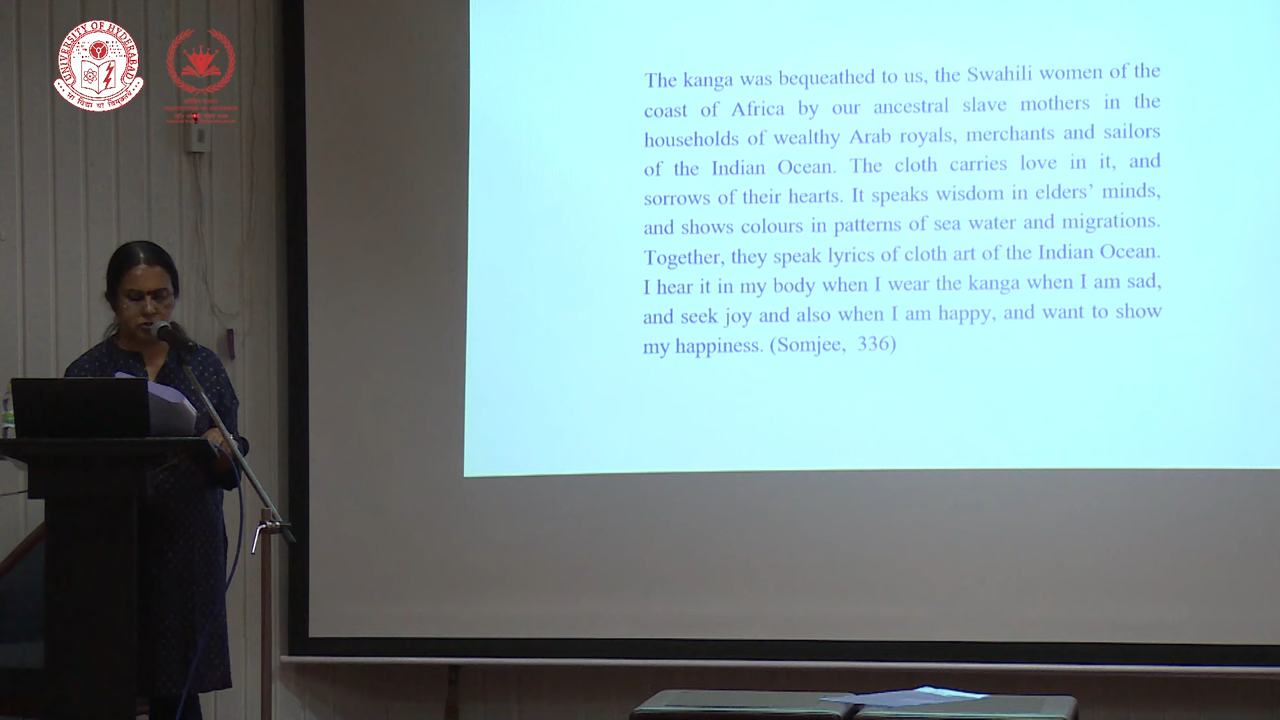 UNIVERSITY OF HYDERABAD
The kanga was bequeathed to us, the Swahili women of the
coast of Africa by our ancestral slave mothers in the
households of wealthy Arab royals, merchants and sailors
of the Indian Ocean. The cloth carries love in it, and
sorrows of their hearts. It speaks wisdom in elders’ minds,
and shows colours in patterns of sea water and migrations.
Together, they speak lyrics of cloth art of the Indian Ocean.
I hear it in my body when I wear the kanga when I am sad,
and seek joy and also when I am happy, and want to show
my happiness. (Somjee, 336)